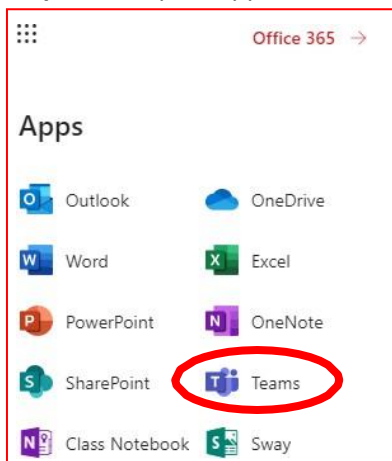 Office 365 →
Apps
Outlook OneDrive
Word Excel
PowerPoint OneNote
SharePoint Teams
Class Notebook Sway